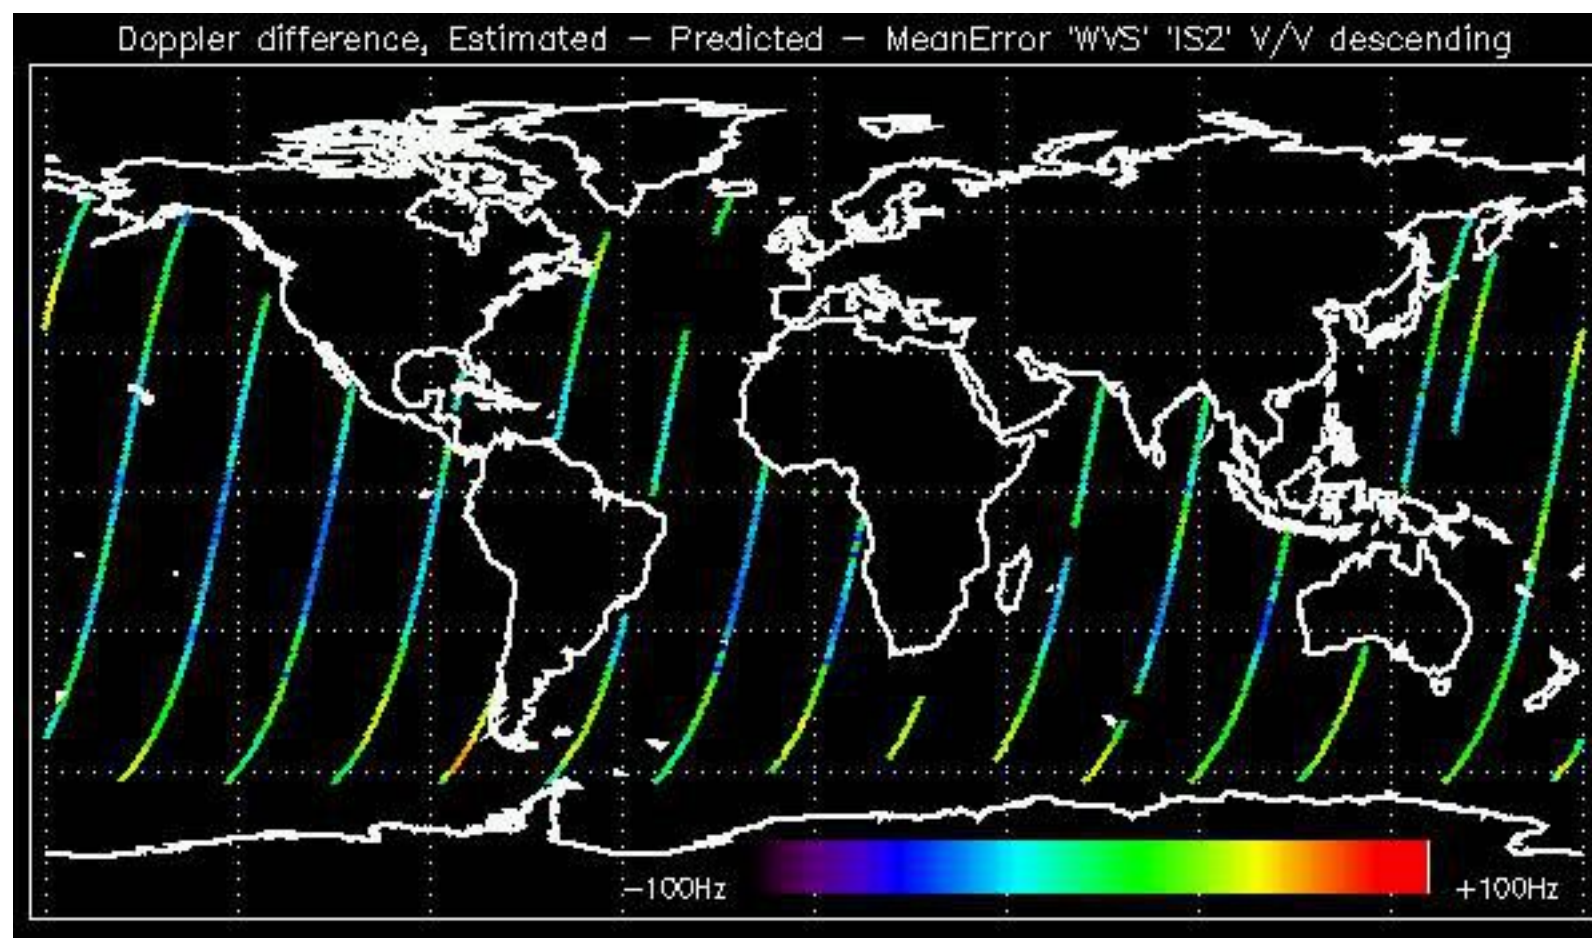 Doppler difference, Estimated - Predicted - MeanError 'WVS' 'IS2' V/V descending
-100Hz
+100Hz